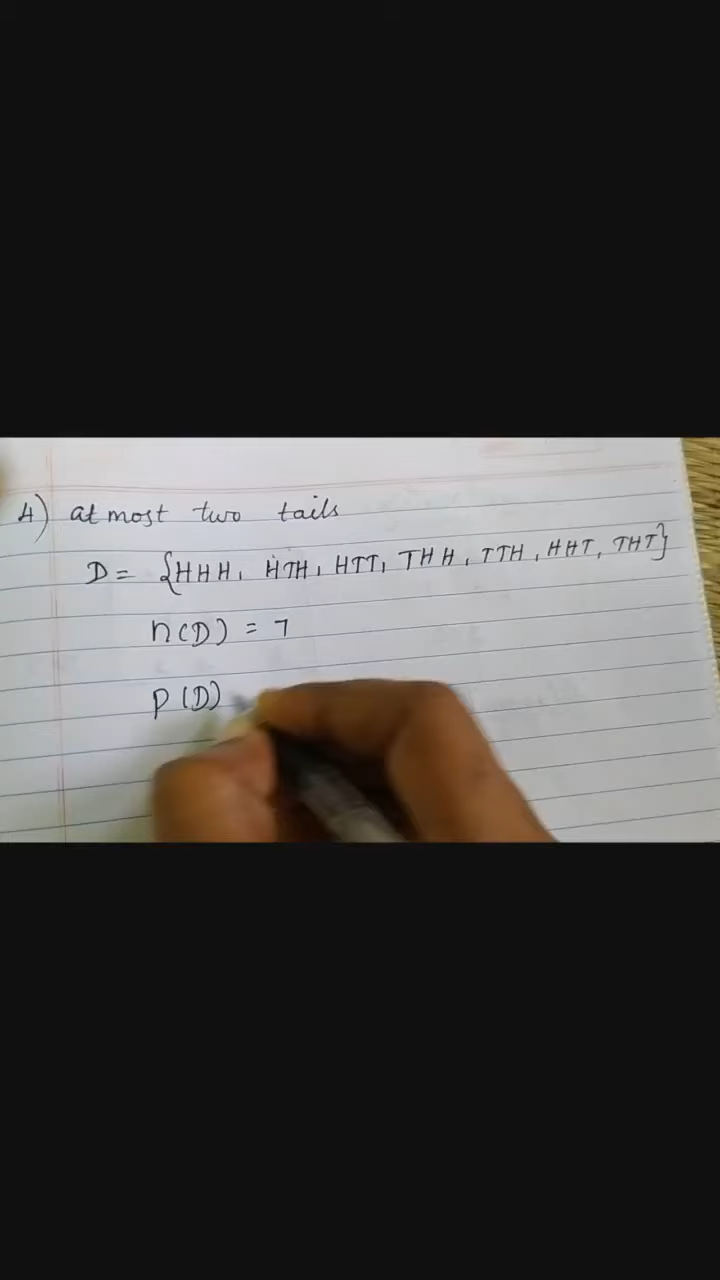 4) at most two tails
D = {HHH, HTH, HTT, THH, TTH, HHT, THT}
n(D) = 7
P(D)